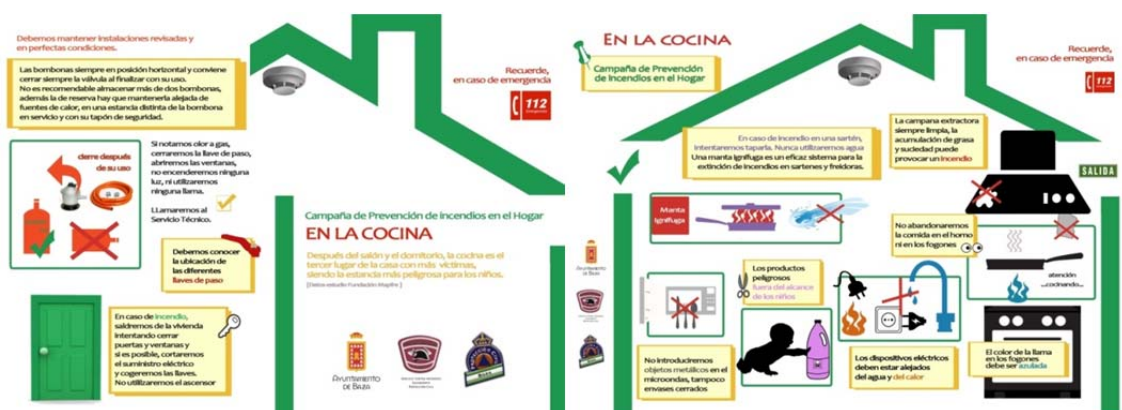 Debemos mantener instalaciones revisadas y
en perfectas condiciones.
Las bombonas siempre en posición horizontal y conviene
cerrar siempre la válvula al finalizar con su uso.
No es recomendable almacenar más de dos bombonas,
además la de reserva hay que mantenerla alejada de
fuentes de calor, en una estancia distinta de la bombona
en servicio y con su tapón de seguridad.
cierre después
de su uso
Si notamos olor a gas,
cerraremos la llave de paso,
abriremos las ventanas,
no encenderemos ninguna
luz, ni utilizaremos
ninguna llama.
LLamaremos al
Servicio Técnico.
Debemos conocer
la ubicación de
las diferentes
llaves de paso
En caso de incendio,
saldremos de la vivienda
intentando cerrar
puertas y ventanas y
si es posible, cortaremos
el suministro eléctrico
y cogeremos las llaves.
No utilizaremos el ascensor
Recuerde,
en caso de emergencia
112
Campaña de Prevención de incendios en el Hogar
EN LA COCINA
Después del salón y el dormitorio, la cocina es el
tercer lugar de la casa con más víctimas,
siendo la estancia más peligrosa para los niños.
(Datos estudio Fundación Mapfre)
AYUNTAMIENTO
DE BAZA
EN LA COCINA
Campaña de Prevención
de Incendios en el Hogar
Recuerde,
en caso de emergencia
112
En caso de incendio en una sartén,
intentaremos taparla. Nunca utilizaremos agua
Una manta ignífuga es un eficaz sistema para la
extinción de incendios en sartenes y freidoras.
La campana extractora
siempre limpia, la
acumulación de grasa
y suciedad puede
provocar un incendio
SALIDA
Manta
Ignífuga
No abandonaremos
la comida en el horno
ni en los fogones
atención
...cocinando...
AYUNTAMIENTO
DE BAZA
Los productos
peligrosos
fuera del alcance
de los niños
No introduciremos
objetos metálicos en el
microondas, tampoco
envases cerrados
Los dispositivos eléctricos
deben estar alejados
del agua y del calor
El color de la llama
en los fogones
debe ser azulada